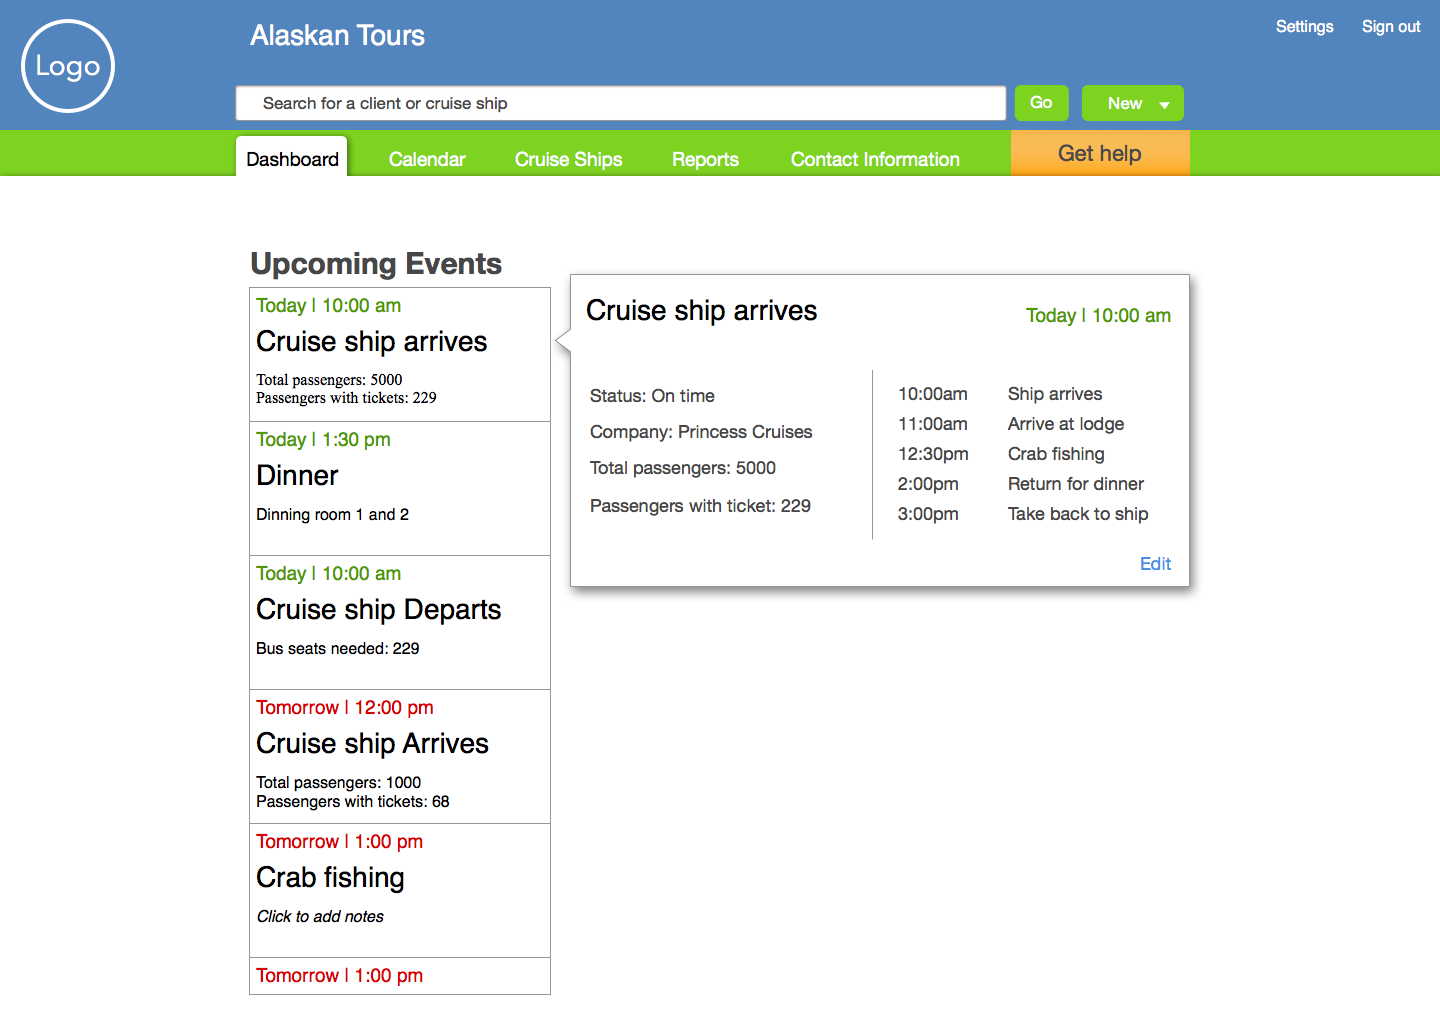 Logo
Alaskan Tours
Settings
Sign out
Search for a client or cruise ship
Go
New
Dashboard
Calendar
Cruise Ships
Reports
Contact Information
Get help
Upcoming Events
Today | 10:00 am
Cruise ship arrives
Total passengers: 5000
Passengers with tickets: 229
Today | 1:30 pm
Dinner
Dinning room 1 and 2
Today | 10:00 am
Cruise ship Departs
Bus seats needed: 229
Tomorrow | 12:00 pm
Cruise ship Arrives
Total passengers: 1000
Passengers with tickets: 68
Tomorrow | 1:00 pm
Crab fishing
Click to add notes
Tomorrow | 1:00 pm
Cruise ship arrives
Today | 10:00 am
Status: On time
Company: Princess Cruises
Total passengers: 5000
Passengers with ticket: 229
10:00am Ship arrives
11:00am Arrive at lodge
12:30pm Crab fishing
2:00pm Return for dinner
3:00pm Take back to ship
Edit